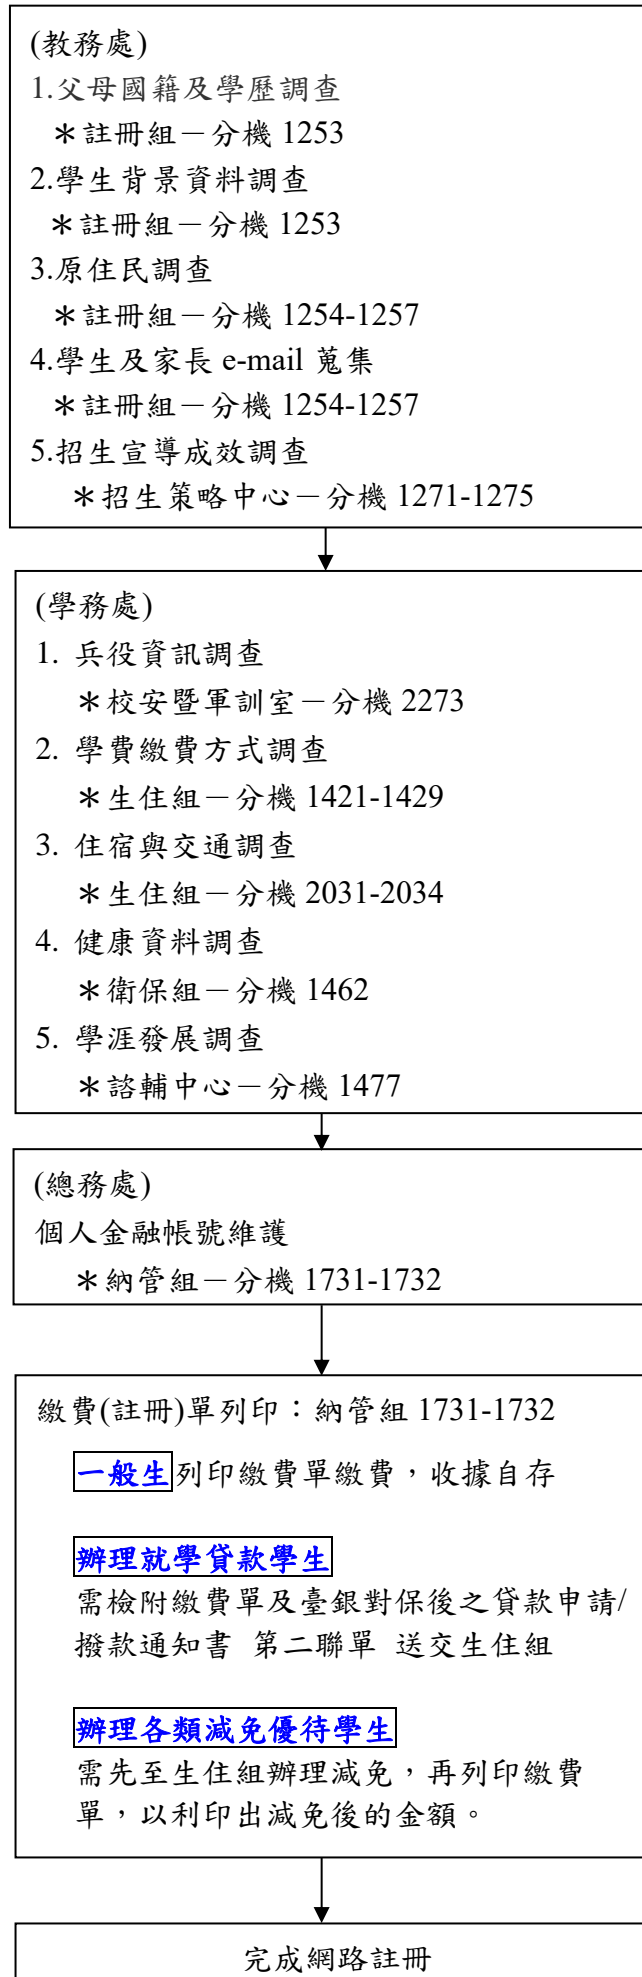 (教務處)
1.父母國籍及學歷調查
＊註冊組－分機 1253
2.學生背景資料調查
＊註冊組－分機 1253
3.原住民調查
＊註冊組－分機 1254-1257
4.學生及家長 e-mail 蒐集
＊註冊組－分機 1254-1257
5.招生宣導成效調查
＊招生策略中心－分機 1271-1275
(學務處)
1. 兵役資訊調查
＊校安暨軍訓室－分機 2273
2. 學費繳費方式調查
＊生住組－分機 1421-1429
3. 住宿與交通調查
＊生住組－分機 2031-2034
4. 健康資料調查
＊衛保組－分機 1462
5. 學涯發展調查
＊諮輔中心－分機 1477
(總務處)
個人金融帳號維護
＊納管組－分機 1731-1732
繳費(註冊)單列印：納管組 1731-1732
一般生列印繳費單繳費，收據自存
辦理就學貸款學生
需檢附繳費單及臺銀對保後之貸款申請/
撥款通知書 第二聯單 送交生住組
辦理各類減免優待學生
需先至生住組辦理減免，再列印繳費
單，以利印出減免後的金額。
完成網路註冊